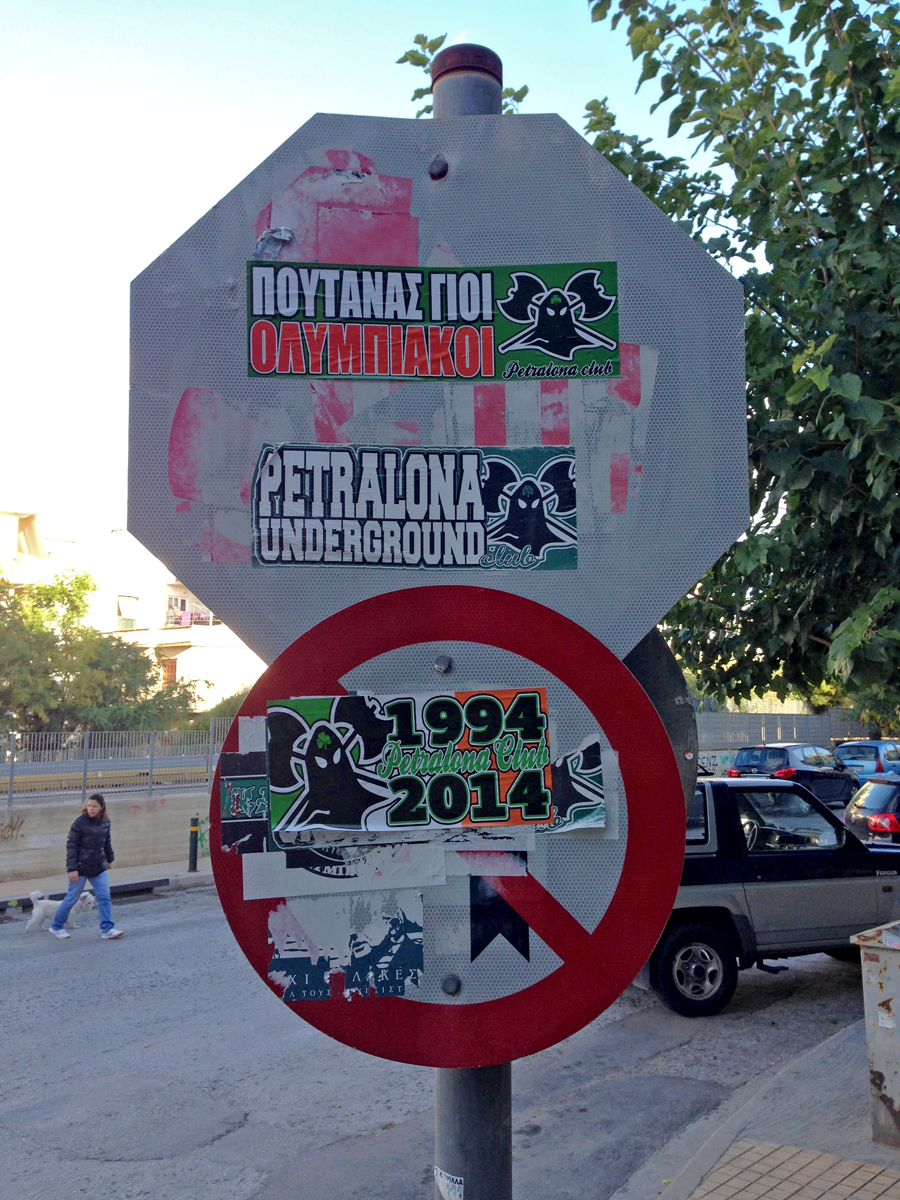 ΠΟΥΤΑΝΑΣ ΓΙΟΙ
ΟΛΥΜΠΙΑΚΟΙ
Petralona club
PETRALONA
UNDERGROUND
Club
1994
Petralona Club
2014